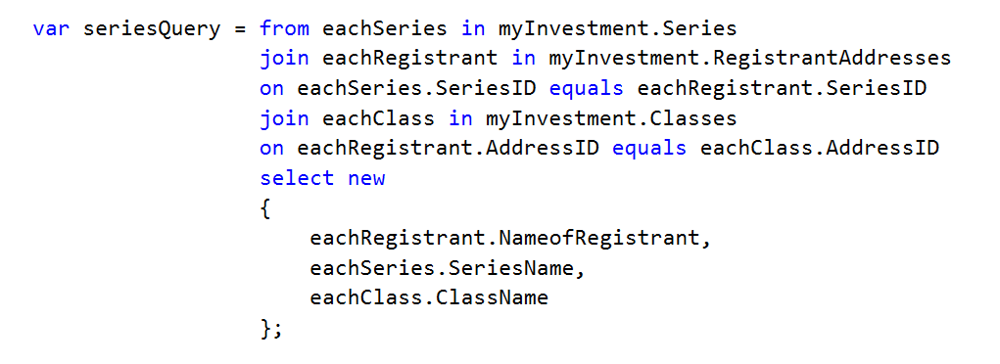 var seriesQuery = from eachSeries in myInvestment.Series
join eachRegistrant in myInvestment.RegistrantAddresses
on eachSeries.SeriesID equals eachRegistrant.SeriesID
join eachClass in myInvestment.Classes
on eachRegistrant.AddressID equals eachClass.AddressID
select new
{
eachRegistrant.NameofRegistrant,
eachSeries.SeriesName,
eachClass.ClassName
};